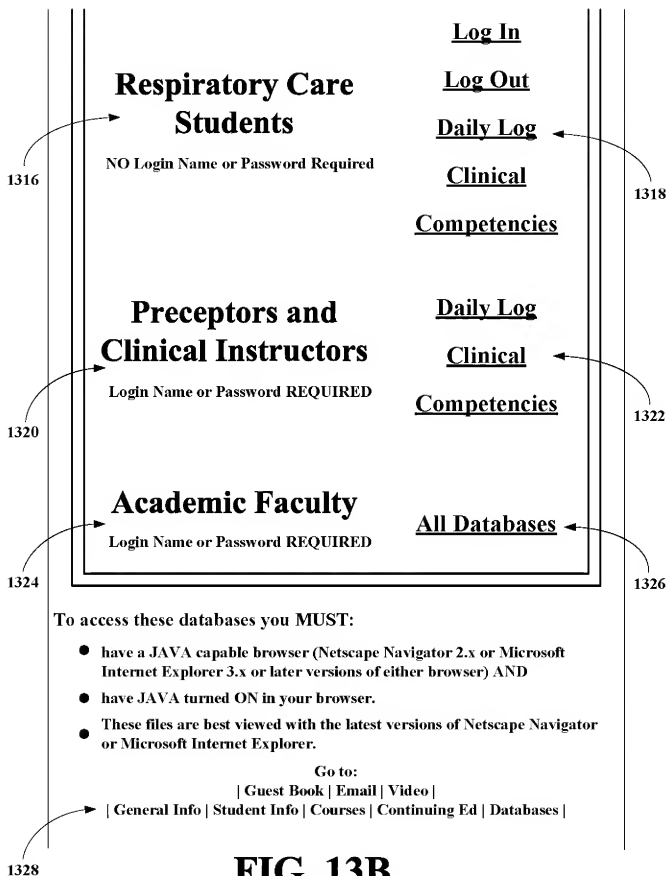 Log In
Respiratory Care
Students
Log Out
Daily Log
NO Login Name or Password Required
Clinical
1316
1318
Competencies
Preceptors and
Clinical Instructors
Daily Log
Clinical
Login Name or Password REQUIRED
Competencies
1320
1322
Academic Faculty
All Databases
Login Name or Password REQUIRED
1324
1326
To access these databases you MUST:
● have a JAVA capable browser (Netscape Navigator 2.x or Microsoft
Internet Explorer 3.x or later versions of either browser) AND
● have JAVA turned ON in your browser.
● These files are best viewed with the latest versions of Netscape Navigator
or Microsoft Internet Explorer.
Go to:
| Guest Book | Email | Video |
| General Info | Student Info | Courses | Continuing Ed | Databases |
1328
FIG. 13B